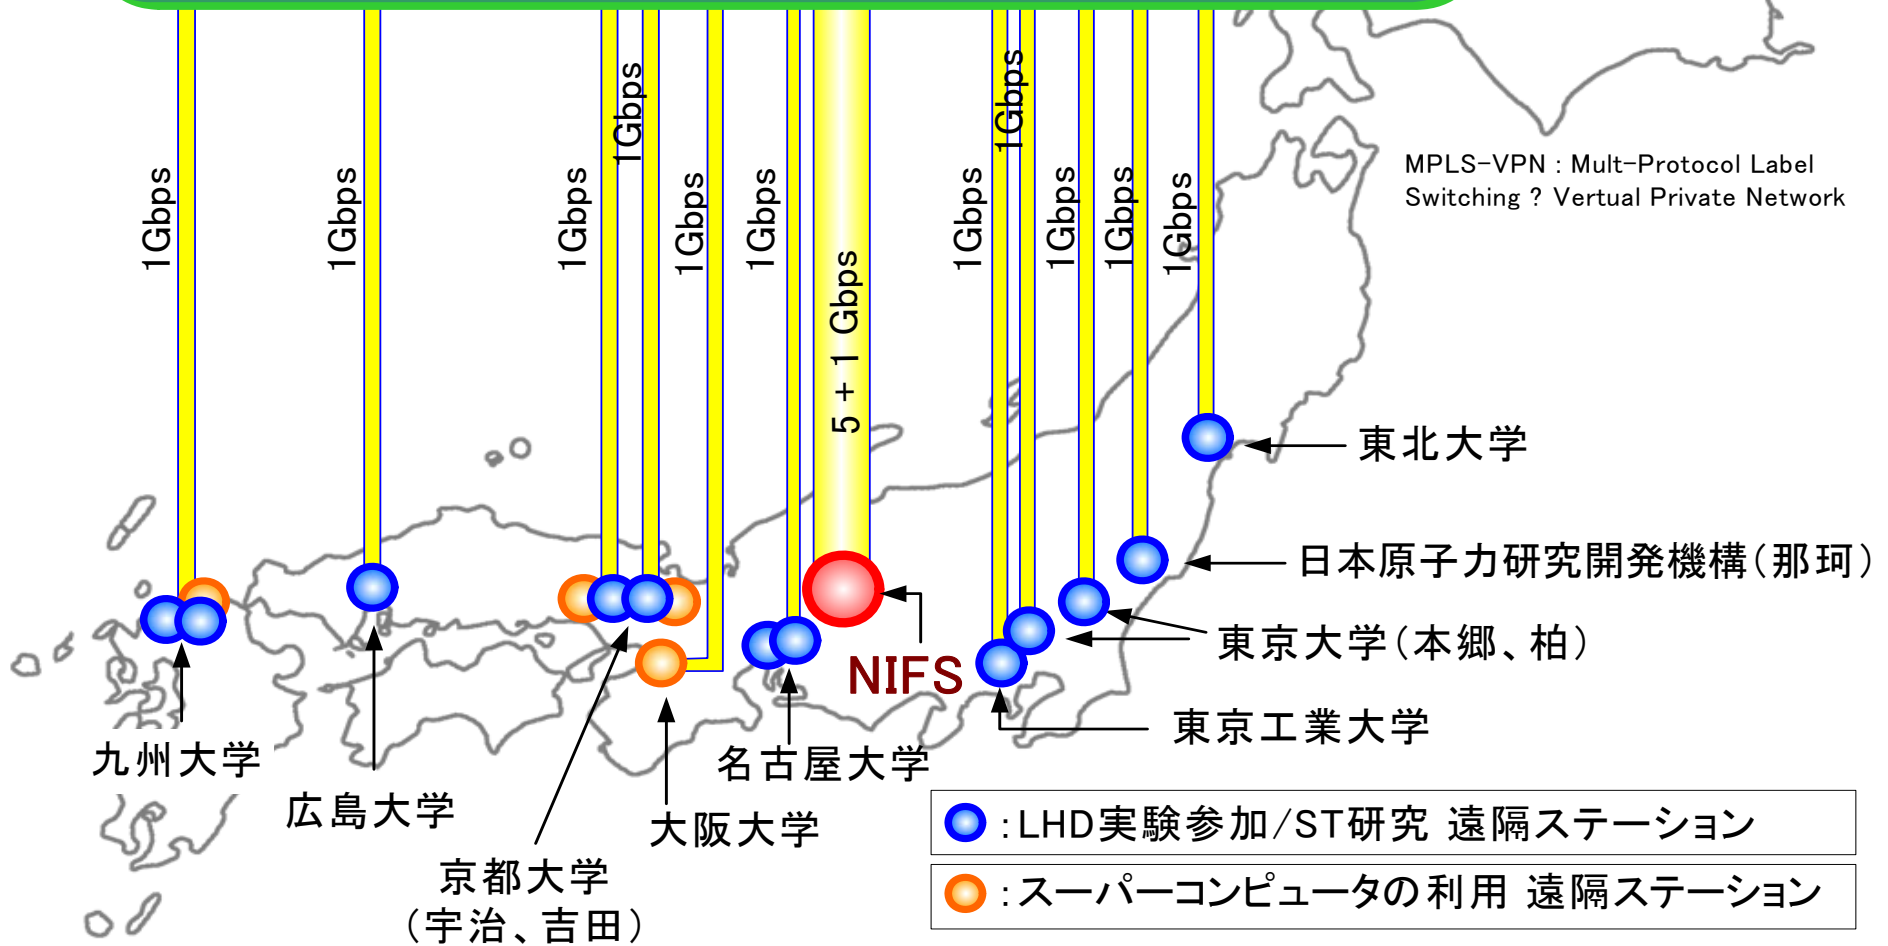 1Gbps
1Gbps
1Gbps
1Gbps
1Gbps
1Gbps
5 + 1 Gbps
1Gbps
1Gbps
1Gbps
1Gbps
1Gbps
MPLS-VPN : Mult-Protocol Label
Switching ? Vertual Private Network
東北大学
日本原子力研究開発機構(那珂)
東京大学(本郷、柏)
NIFS
東京工業大学
九州大学
名古屋大学
広島大学
大阪大学
京都大学
(宇治、吉田)
:LHD実験参加/ST研究 遠隔ステーション
:スーパーコンピュータの利用 遠隔ステーション